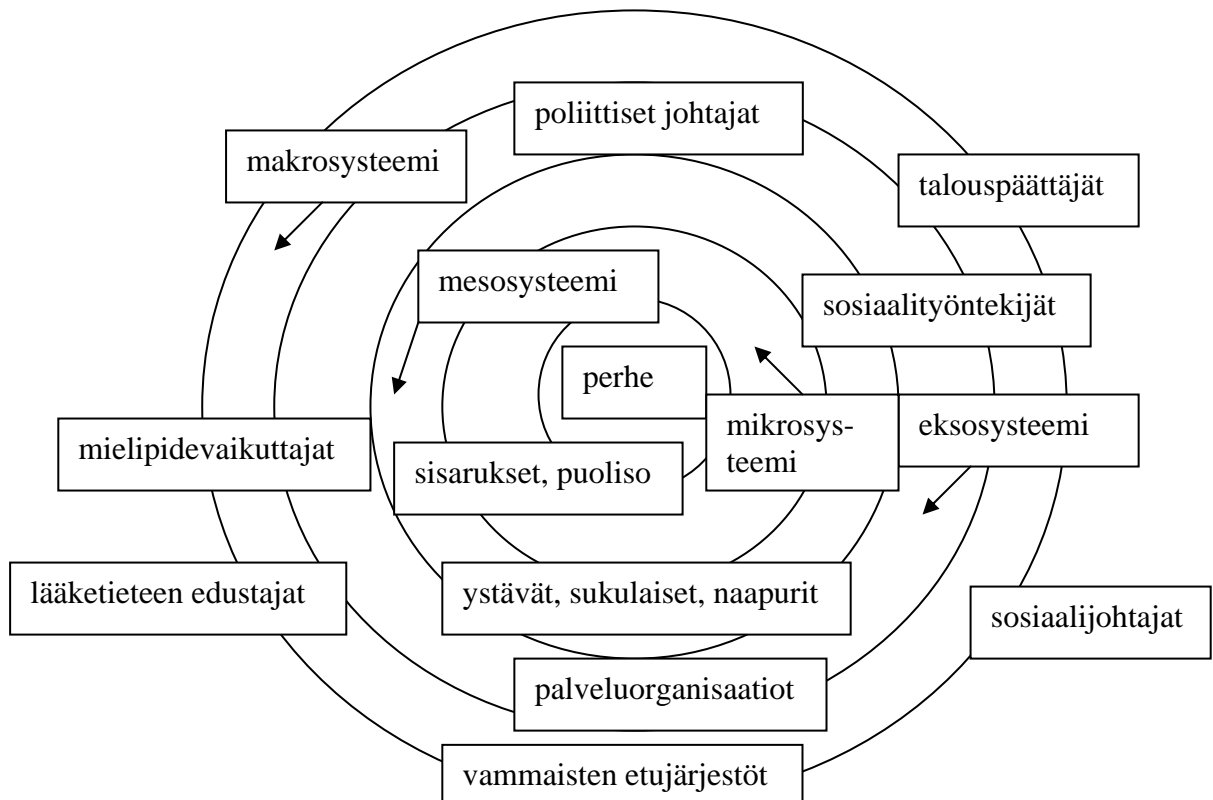 poliittiset johtajat
makrosysteemi
talouspäättäjät
mesosysteemi
sosiaalityöntekijät
perhe
mikrosys-
teemi
eksosysteemi
mielipidevaikuttajat
sisarukset, puoliso
lääketieteen edustajat
ystävät, sukulaiset, naapurit
sosiaalijohtajat
palveluorganisaatiot
vammaisten etujärjestöt